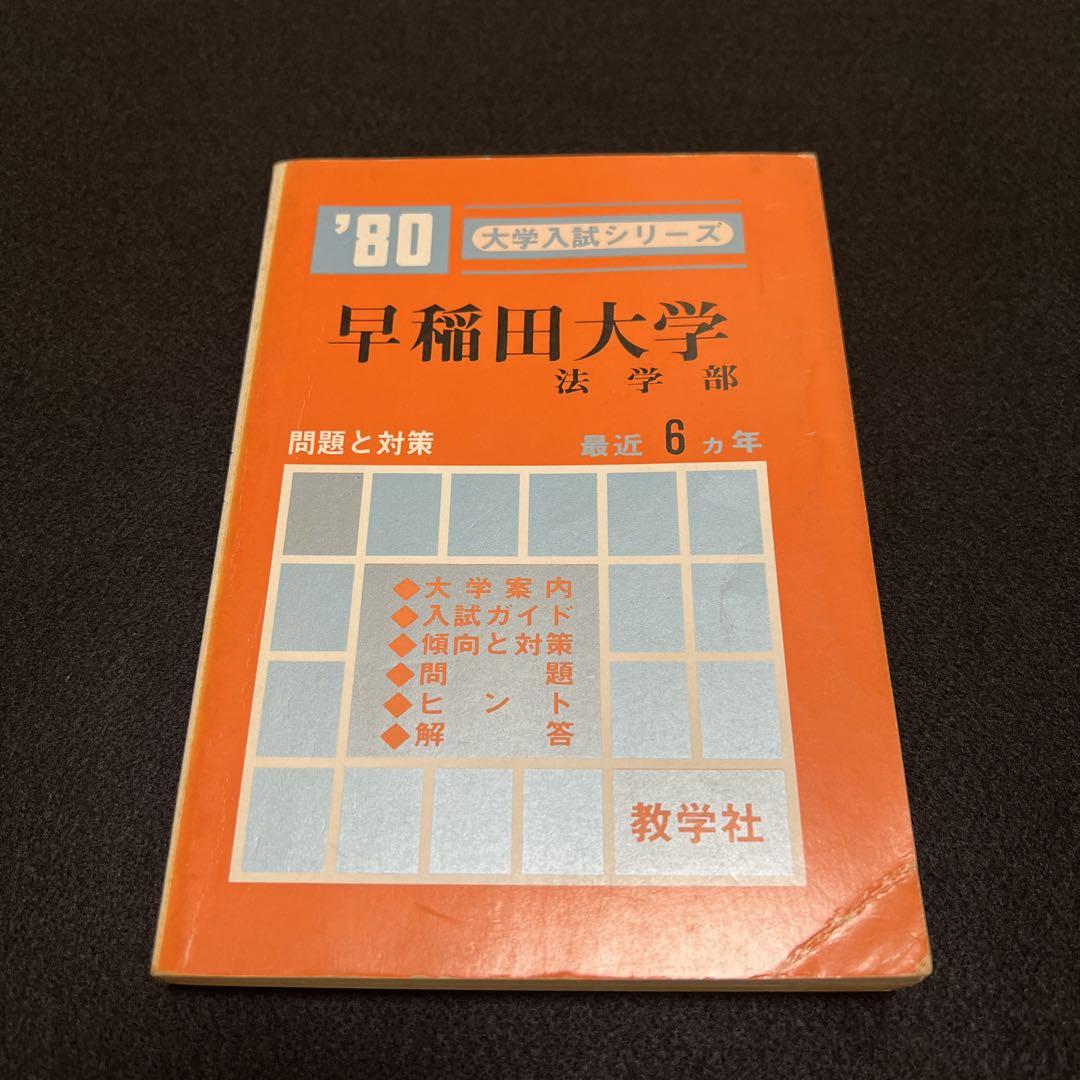 '80
大学入試シリーズ
早稲田大学
法学部
問題と対策
最近6ヵ年
◆大学案内
◆入試ガイド
◆傾向と対策
◆問題
◆ヒント
◆解答
教学社